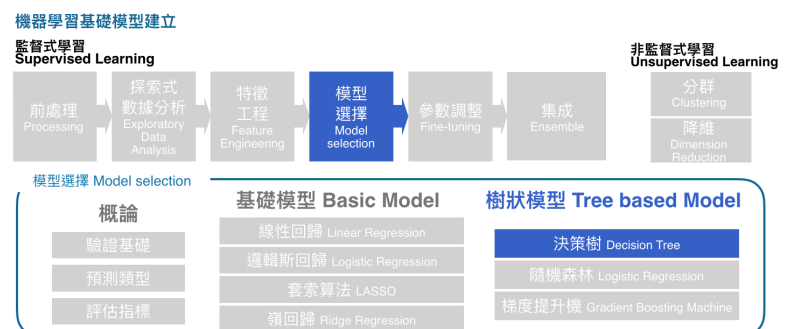 機器學習基礎模型建立
監督式學習
Supervised Learning
非監督式學習
Unsupervised Learning
前處理
Processing
探索式
數據分析
Exploratory
Data
Analysis
特徵
工程
Feature
Engineering
模型
選擇
Model
selection
參數調整
Fine-tuning
集成
Ensemble
分群
Clustering
降維
Dimension
Reduction
模型選擇 Model selection
概論
驗證基礎
預測類型
評估指標
基礎模型 Basic Model
線性回歸 Linear Regression
邏輯斯回歸 Logistic Regression
套索算法 LASSO
嶺回歸 Ridge Regression
樹狀模型 Tree based Model
決策樹 Decision Tree
隨機森林 Logistic Regression
梯度提升機 Gradient Boosting Machine